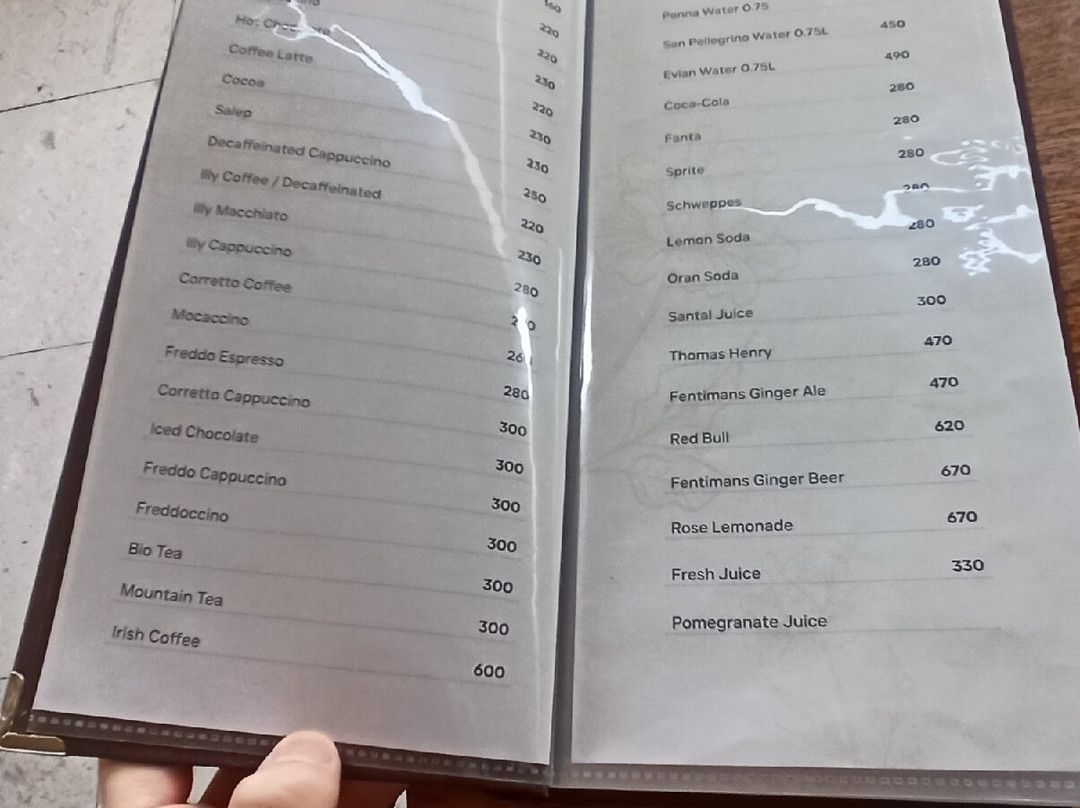 220
220
Coffee Latte 220
Cocoa 230
Salep 230
Decaffeinated Cappuccino 250
Illy Coffee / Decaffeinated 220
Illy Macchiato 230
Illy Cappuccino 280
Corretto Coffee
Mocaccino
Freddo Espresso 280
Corretto Cappuccino 300
Iced Chocolate 300
Freddo Cappuccino 300
Freddoccino 300
Bio Tea 300
Mountain Tea 300
Irish Coffee 600
Panna Water 0.75
San Pellegrino Water 0.75L 450
Evian Water 0.75L 490
Coca-Cola 280
Fanta 280
Sprite 280
Schweppes
Lemon Soda 280
Oran Soda 280
Santal Juice 300
Thomas Henry 470
Fentimans Ginger Ale 470
Red Bull 620
Fentimans Ginger Beer 670
Rose Lemonade 670
Fresh Juice 330
Pomegranate Juice